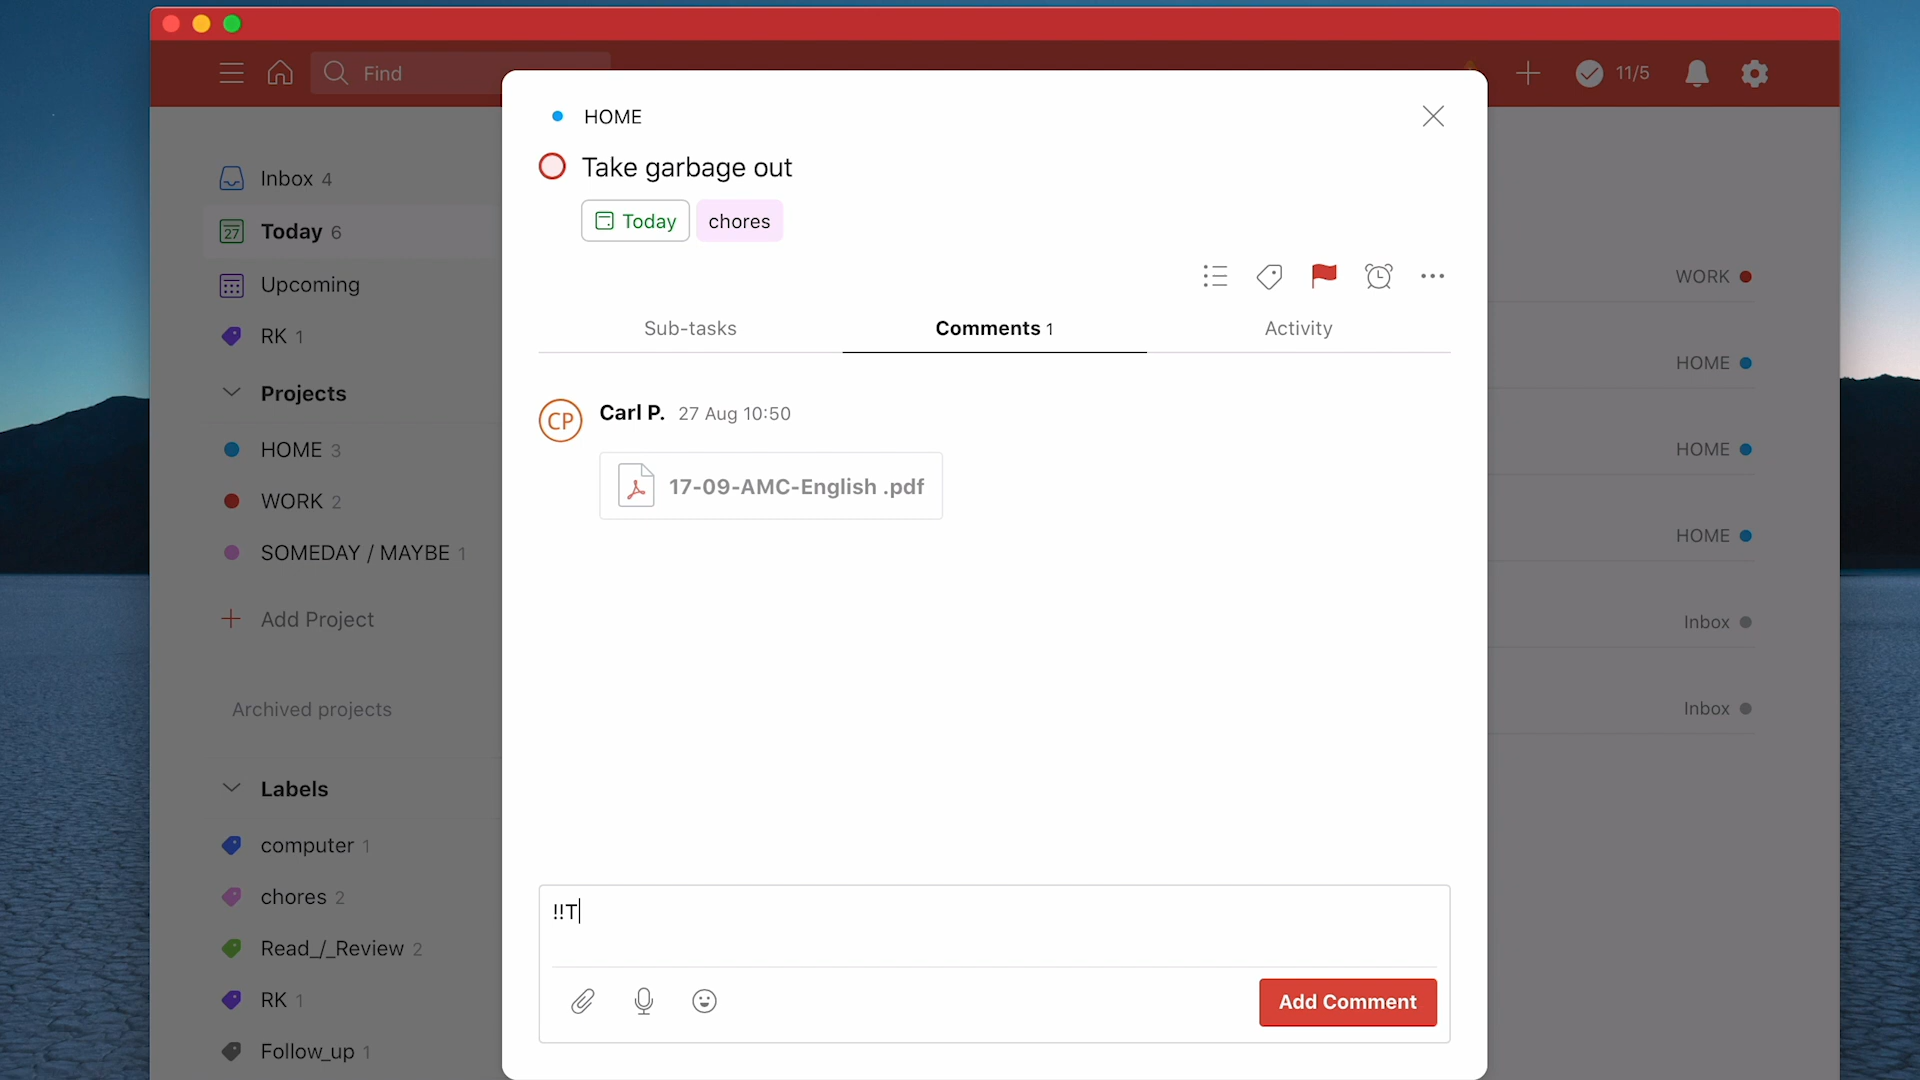 Find
11/5
Inbox 4
27
Today 6
Upcoming
RK 1
Projects
HOME 3
WORK 2
SOMEDAY / MAYBE 1
Add Project
Archived projects
Labels
computer 1
chores 2
Read_/_Review 2
RK 1
Follow_up 1
HOME
Take garbage out
Today
chores
Sub-tasks
Comments 1
Activity
CP
Carl P. 27 Aug 10:50
17-09-AMC-English .pdf
!!T
Add Comment
WORK
HOME
HOME
HOME
Inbox
Inbox